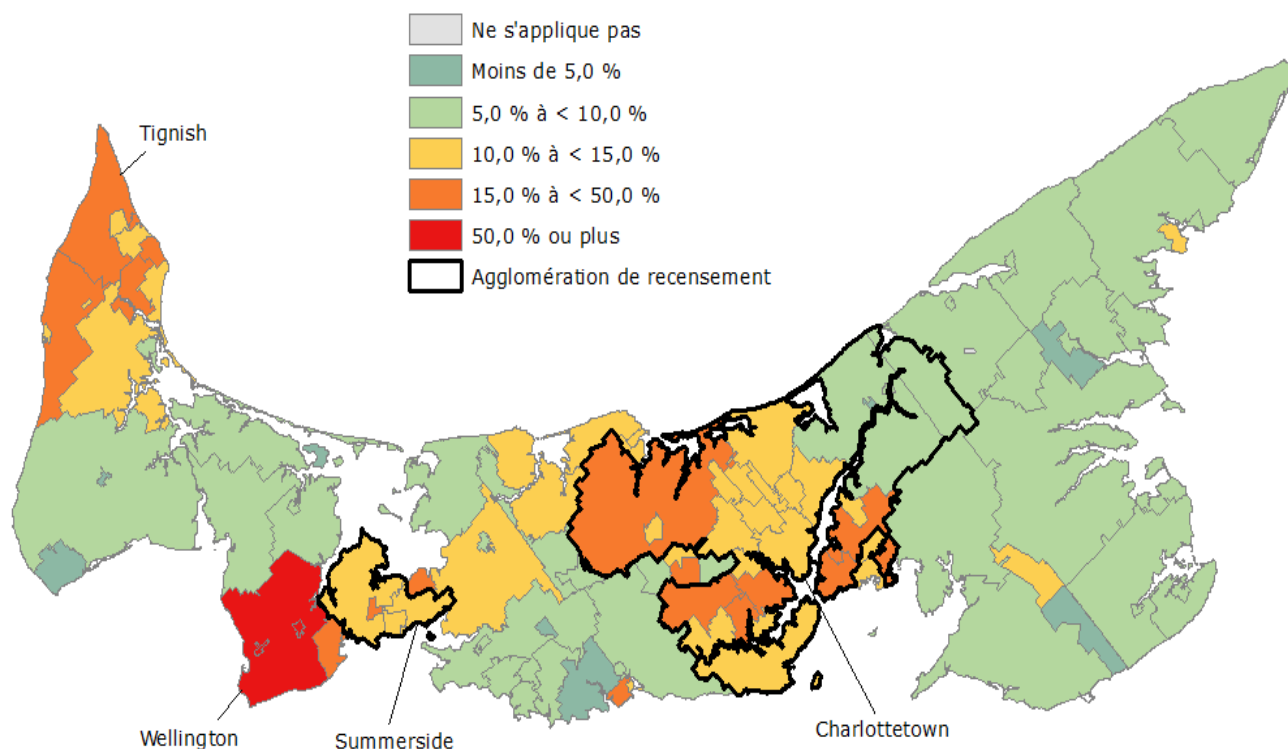 Ne s'applique pas
Moins de 5,0 %
5,0 % à < 10,0 %
10,0 % à < 15,0 %
15,0 % à < 50,0 %
50,0 % ou plus
Agglomération de recensement
Tignish
Wellington
Summerside
Charlottetown